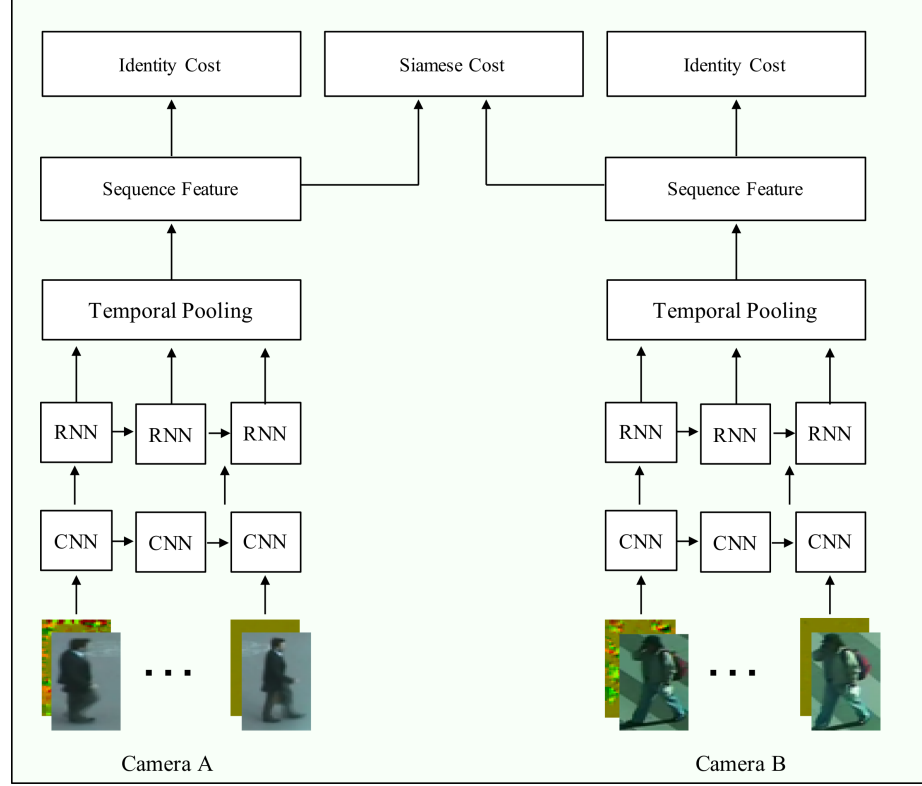 Identity Cost
Siamese Cost
Identity Cost
Sequence Feature
Sequence Feature
Temporal Pooling
Temporal Pooling
RNN
RNN
RNN
RNN
RNN
RNN
CNN
CNN
CNN
CNN
CNN
CNN
Camera A
Camera B